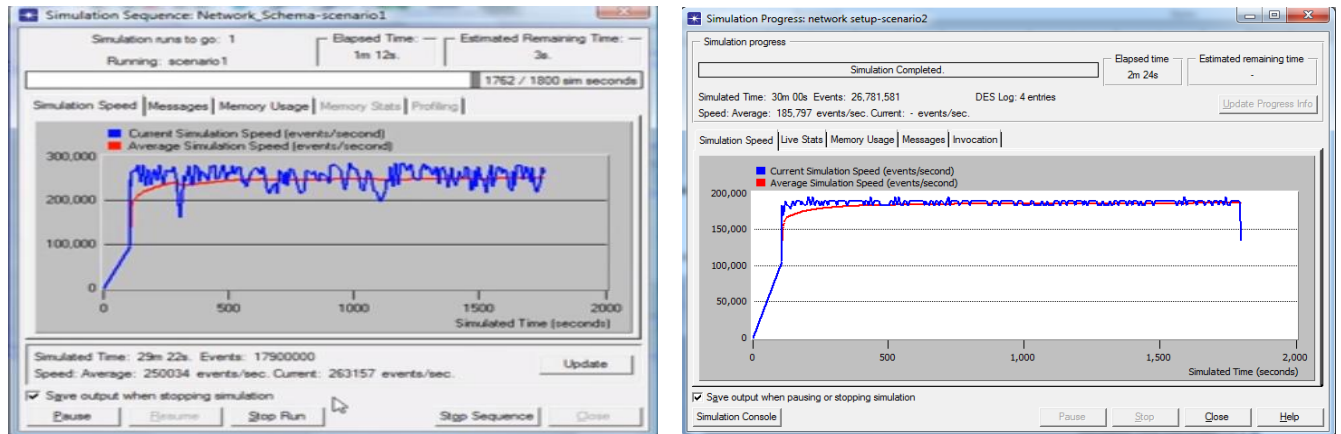 Simulation Sequence: Network_Schema-scenario1
Simulation runs to go: 1
Running: scenario1
Elapsed Time:
1m 12s.
Estimated Remaining Time:
3s.
1762 / 1800 sim seconds
Simulation Speed Messages Memory Usage Memory Stats Profiling
Current Simulation Speed (events/second)
Average Simulation Speed (events/second)
300,000
200,000
100,000
0
0 500 1000 1500 2000
Simulated Time (seconds)
Simulated Time: 29m 22s. Events: 17900000
Speed: Average: 250034 events/sec. Current: 263157 events/sec.
Update
Save output when stopping simulation
Pause Resume Stop Run Stop Sequence Close
Simulation Progress: network setup-scenario2
Simulation progress
Simulation Completed.
Elapsed time
2m 24s
Estimated remaining time
-
Simulated Time: 30m 00s Events: 26,781,581 DES Log: 4 entries
Speed: Average: 185,797 events/sec. Current: - events/sec.
Update Progress Info
Simulation Speed Live Stats Memory Usage Messages Invocation
Current Simulation Speed (events/second)
Average Simulation Speed (events/second)
200,000
150,000
100,000
50,000
0
0 500 1,000 1,500 2,000
Simulated Time (seconds)
Save output when pausing or stopping simulation
Simulation Console Pause Stop Close Help